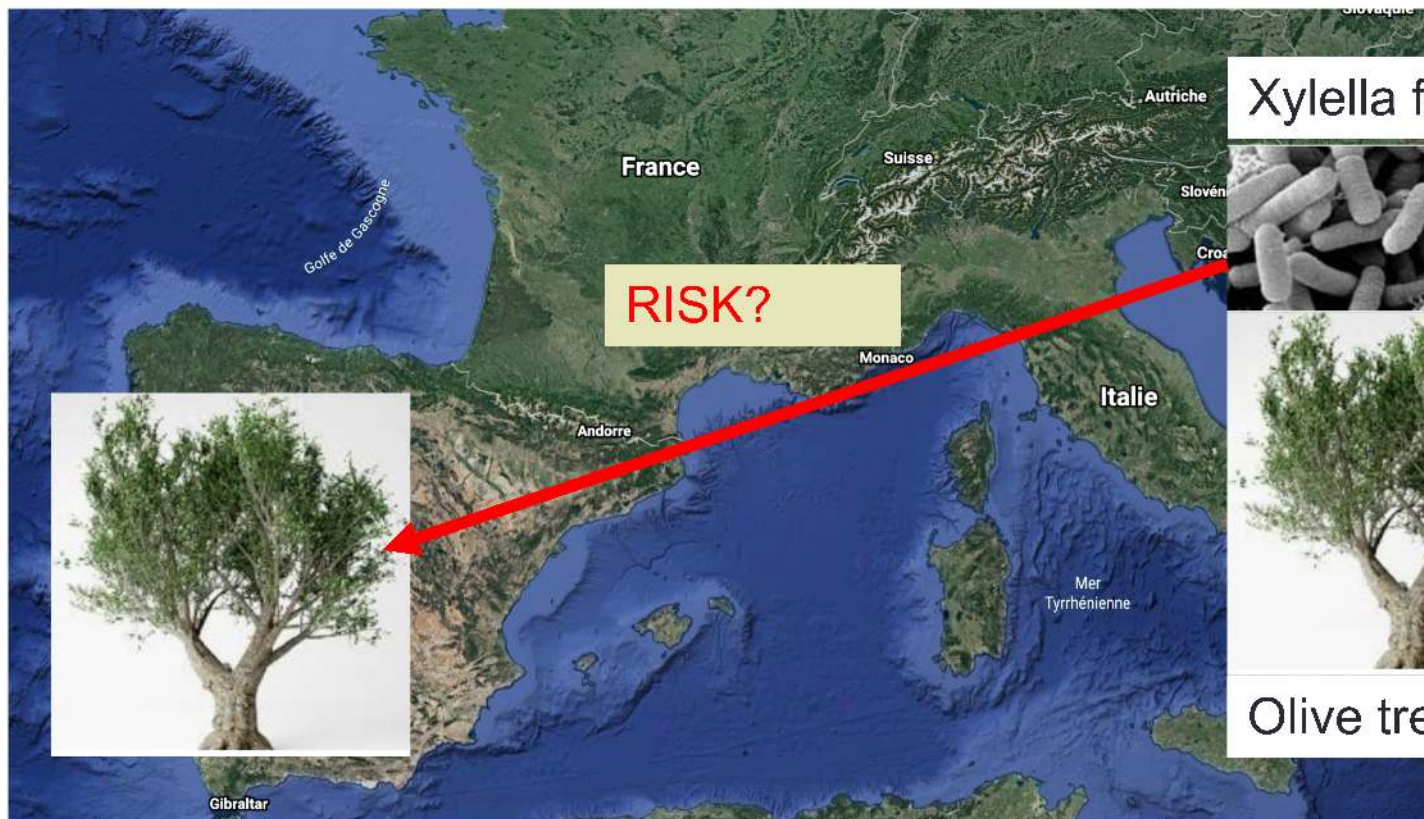 Slovaquie
Autriche
Xylella f
France
Suisse
Slovén
Golfe de Gascogne
Croa
RISK?
Monaco
Italie
Andorre
Mer
Tyrrhénienne
Olive tre
Gibraltar